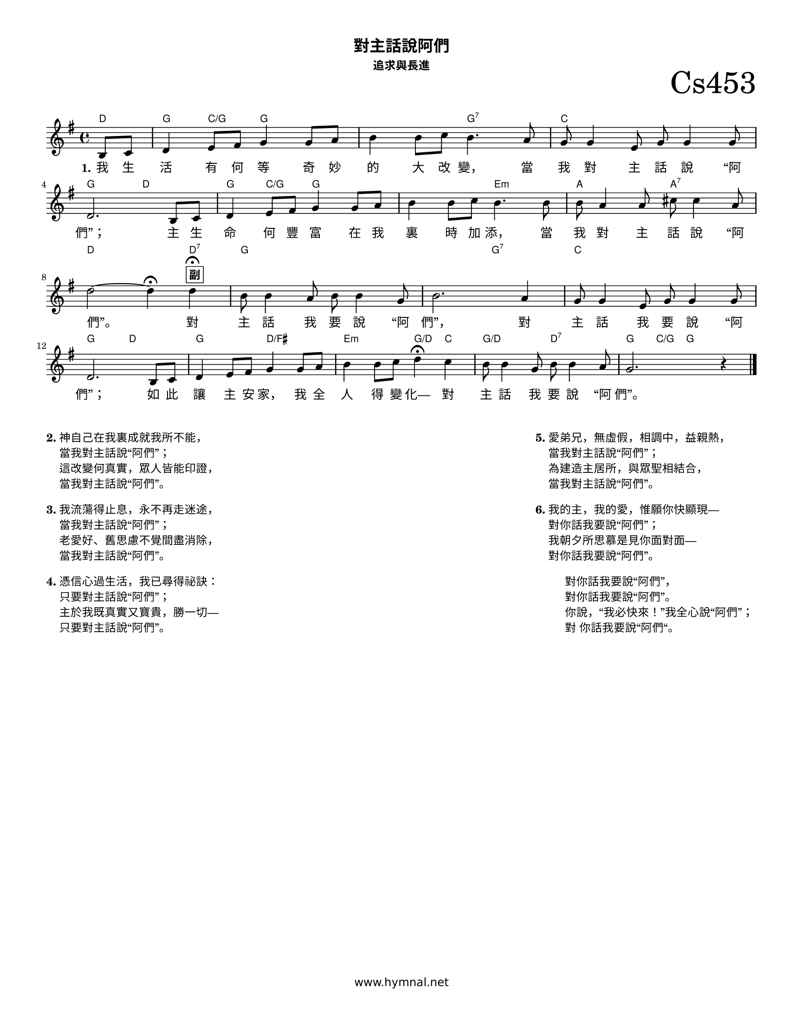 對主話說阿們
追求與長進
Cs453
D G C/G G G7 C
1. 我 生 活 有 何 等 奇 妙 的 大 改 變， 當 我 對 主 話 說 “阿
4 G D G C/G G Em A A7
們”； 主 生 命 何 豐 富 在 我 裏 時 加 添， 當 我 對 主 話 說 “阿
D D7 G G7 C
8 副
們”。 對 主 話 我 要 說 “阿 們”， 對 主 話 我 要 說 “阿
12 G D G D/F# Em G/D C G/D D7 G C/G G
們”； 如 此 讓 主 安 家， 我 全 人 得 變 化— 對 主 話 我 要 說 “阿 們”。
2. 神自己在我裏成就我所不能，
當我對主話說“阿們”；
這改變何真實，眾人皆能印證，
當我對主話說“阿們”。
3. 我流蕩得止息，永不再走迷途，
當我對主話說“阿們”；
老愛好、舊思慮不覺間盡消除，
當我對主話說“阿們”。
4. 憑信心過生活，我已尋得祕訣：
只要對主話說“阿們”；
主於我既真實又寶貴，勝一切—
只要對主話說“阿們”。
5. 愛弟兄，無虛假，相調中，益親熱，
當我對主話說“阿們”；
為建造主居所，與眾聖相結合，
當我對主話說“阿們”。
6. 我的主，我的愛，惟願你快顯現—
對你話我要說“阿們”；
我朝夕所思慕是見你面對面—
對你話我要說“阿們”。
對你話我要說“阿們”，
對你話我要說“阿們”。
你說，“我必快來！”我全心說“阿們”；
對 你話我要說“阿們“。
www.hymnal.net